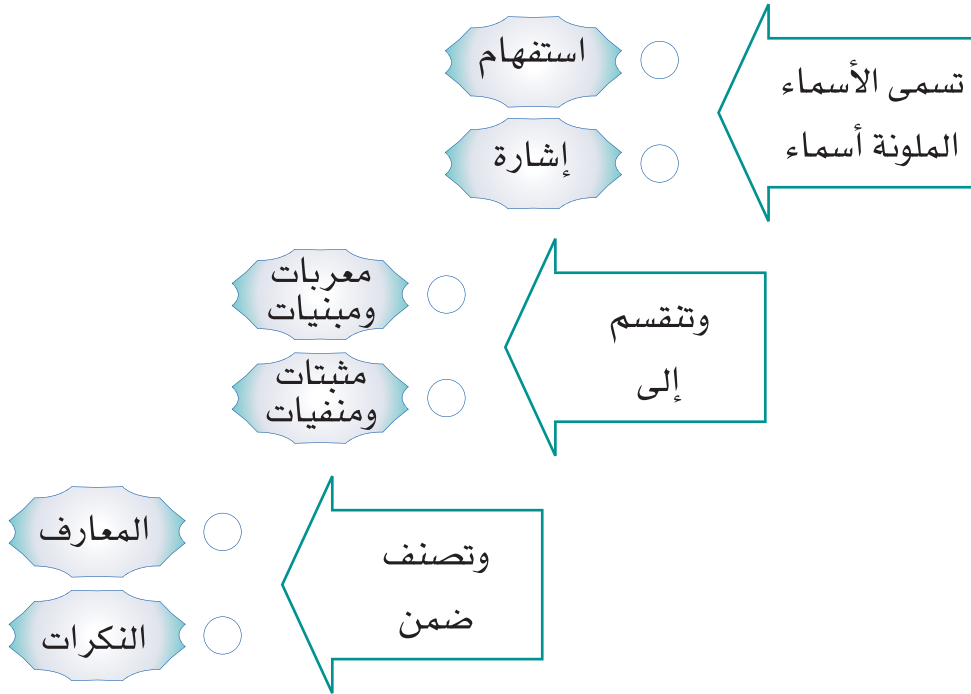 تسمى الأسماء
الملونة أسماء
استفهام
إشارة
وتنقسم
إلى
معربات
ومبنيات
مثبتات
ومنفيات
وتصنف
ضمن
المعارف
النكرات